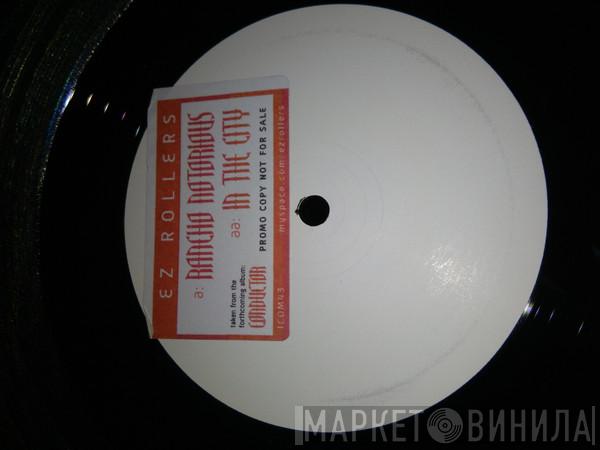 EZ ROLLERS
a: RANCHO NOTORIOUS
aa: IN THE CITY
taken from the
forthcoming album:
CONDUCTOR
PROMO COPY NOT FOR SALE
1COM43
myspace.com/ezrollers
МАРКЕТ ВИНИЛА